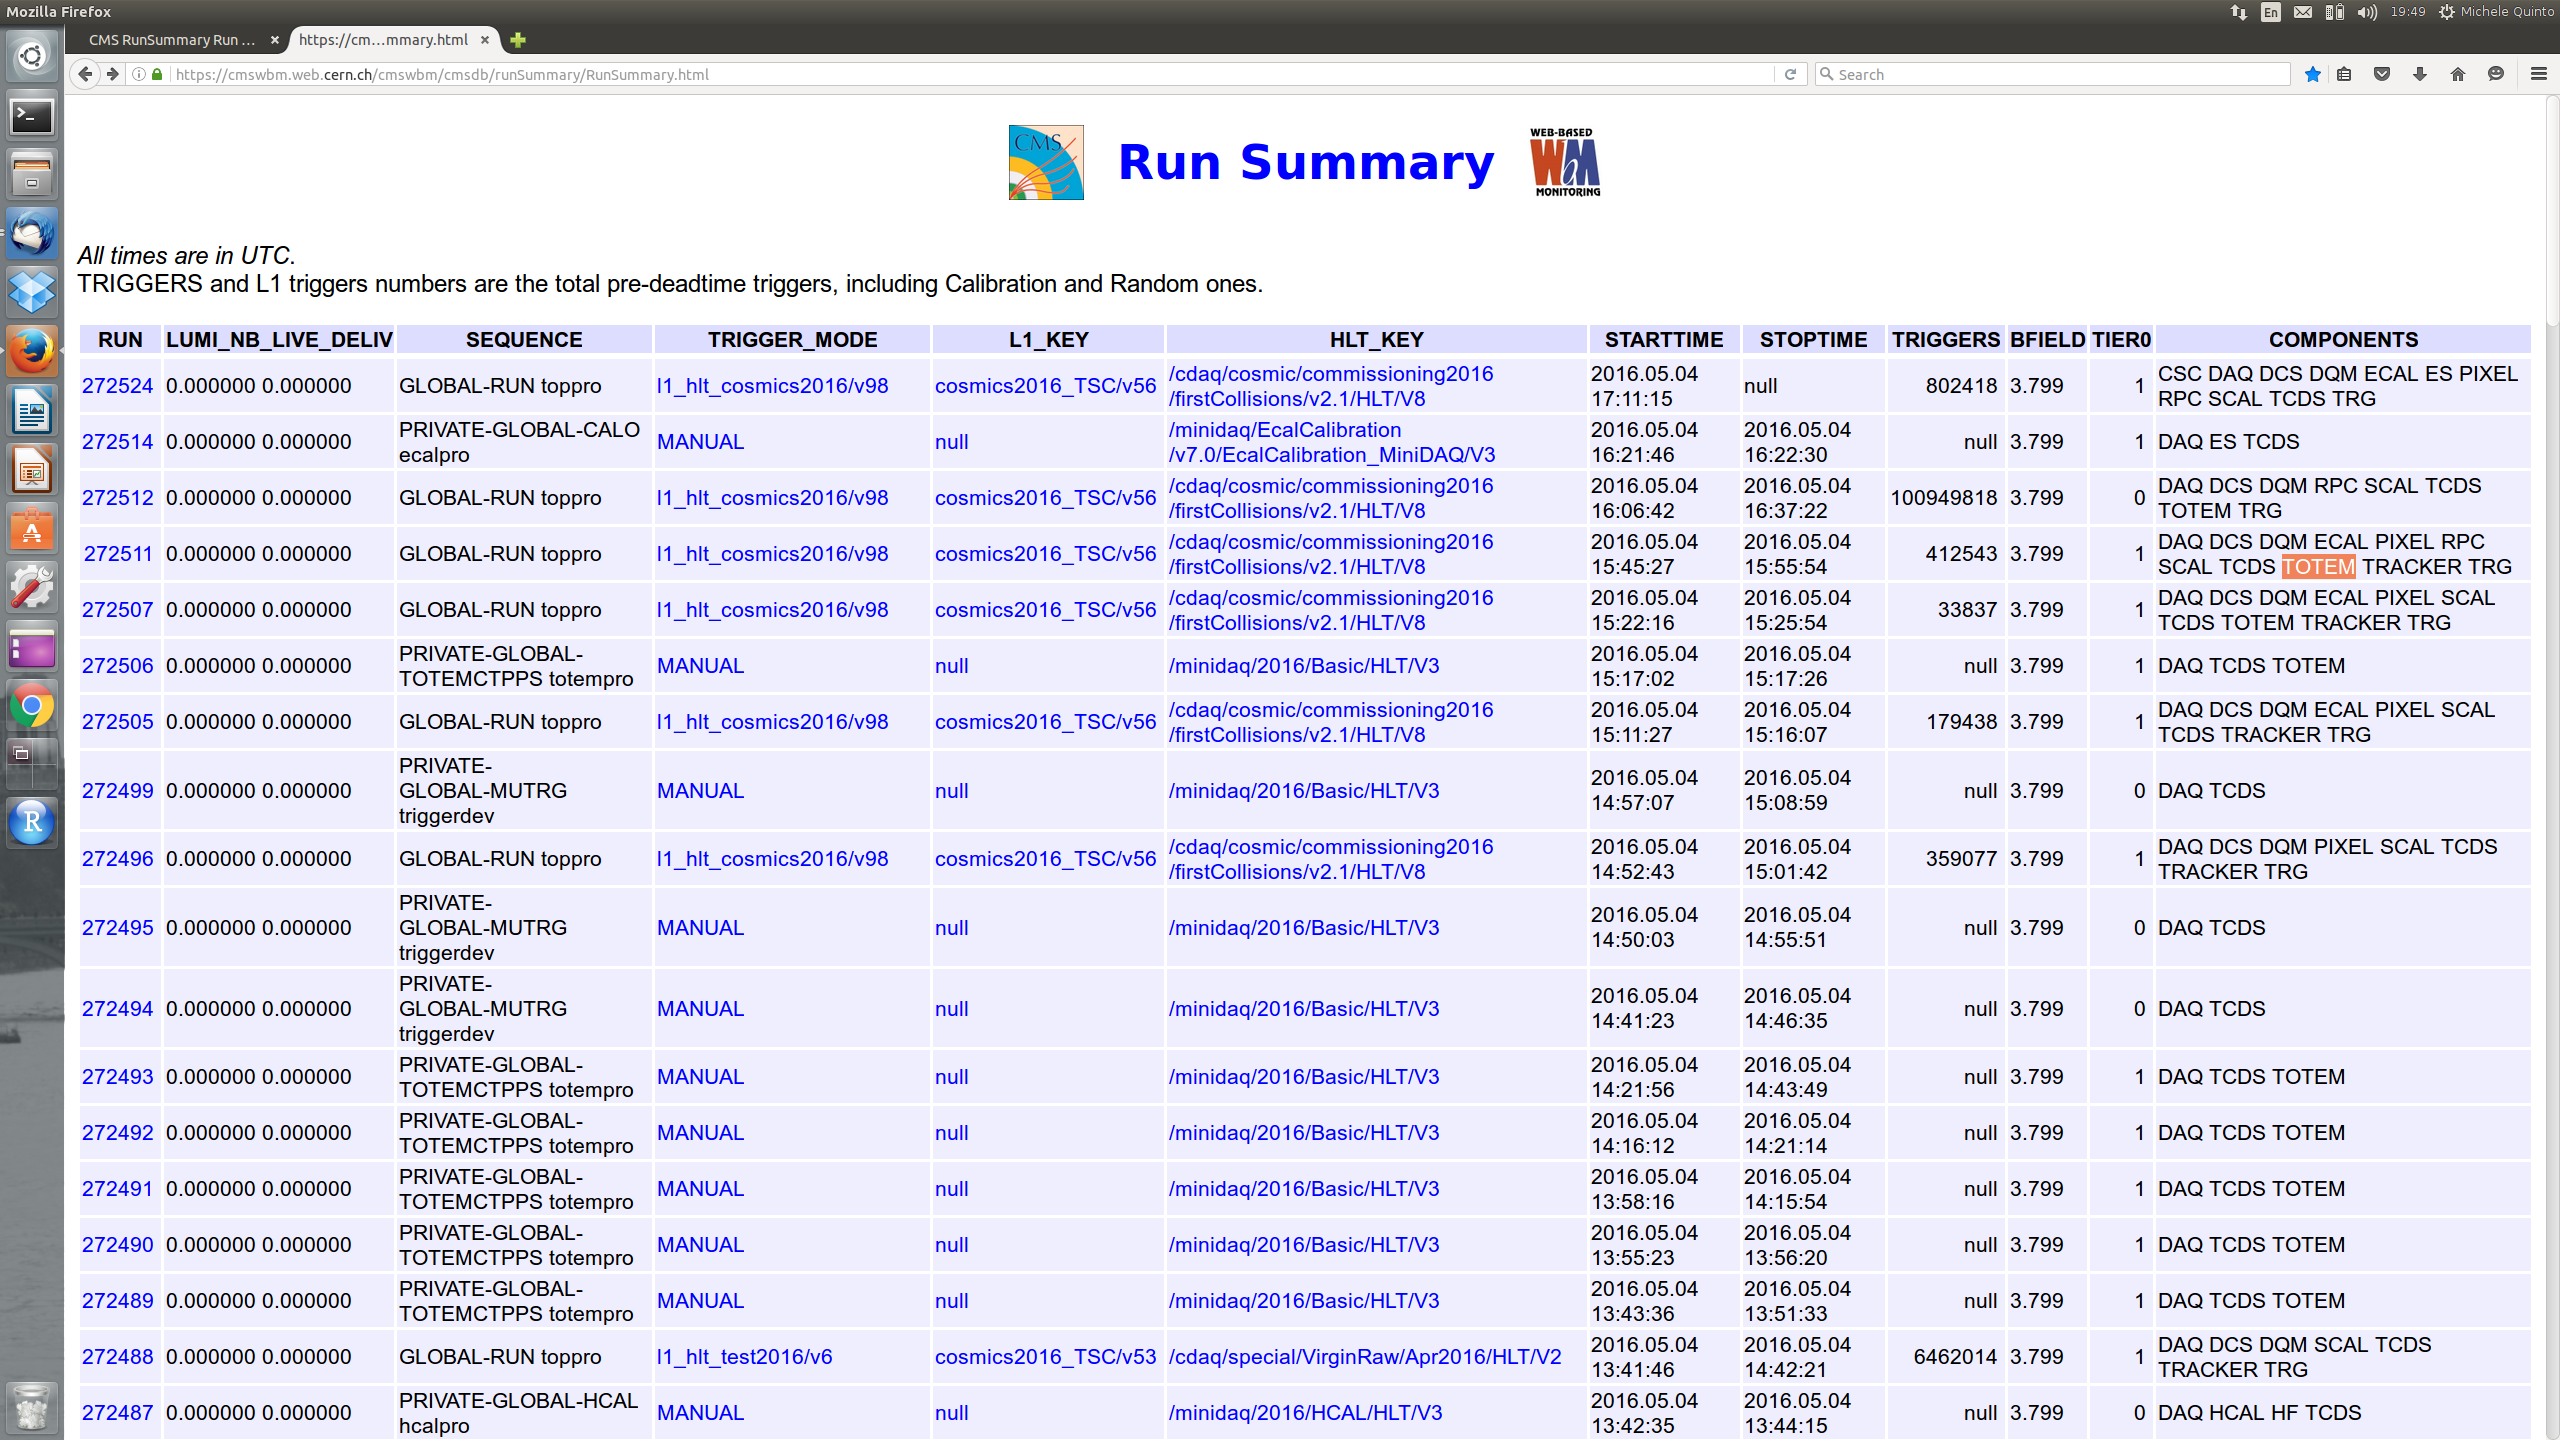 Mozilla Firefox
En
19:49
Michele Quinto
CMS RunSummary Run ...
https://cm...mmary.html
https://cmswbm.web.cern.ch/cmswbm/cmsdb/runSummary/RunSummary.html
Search
CMS
Run Summary
WEB-BASED
WbM
MONITORING
All times are in UTC.
TRIGGERS and L1 triggers numbers are the total pre-deadtime triggers, including Calibration and Random ones.
RUN LUMI_NB_LIVE_DELIV SEQUENCE TRIGGER_MODE L1_KEY HLT_KEY STARTTIME STOPTIME TRIGGERS BFIELD TIER0 COMPONENTS
272524 0.000000 0.000000 GLOBAL-RUN toppro l1_hlt_cosmics2016/v98 cosmics2016_TSC/v56 /cdaq/cosmic/commissioning2016 /firstCollisions/v2.1/HLT/V8 2016.05.04 17:11:15 null 802418 3.799 1 CSC DAQ DCS DQM ECAL ES PIXEL RPC SCAL TCDS TRG
272514 0.000000 0.000000 PRIVATE-GLOBAL-CALO ecalpro MANUAL null /minidaq/EcalCalibration /v7.0/EcalCalibration_MiniDAQ/V3 2016.05.04 16:21:46 2016.05.04 16:22:30 null 3.799 1 DAQ ES TCDS
272512 0.000000 0.000000 GLOBAL-RUN toppro l1_hlt_cosmics2016/v98 cosmics2016_TSC/v56 /cdaq/cosmic/commissioning2016 /firstCollisions/v2.1/HLT/V8 2016.05.04 16:06:42 2016.05.04 16:37:22 100949818 3.799 0 DAQ DCS DQM RPC SCAL TCDS TOTEM TRG
272511 0.000000 0.000000 GLOBAL-RUN toppro l1_hlt_cosmics2016/v98 cosmics2016_TSC/v56 /cdaq/cosmic/commissioning2016 /firstCollisions/v2.1/HLT/V8 2016.05.04 15:45:27 2016.05.04 15:55:54 412543 3.799 1 DAQ DCS DQM ECAL PIXEL RPC SCAL TCDS TOTEM TRACKER TRG
272507 0.000000 0.000000 GLOBAL-RUN toppro l1_hlt_cosmics2016/v98 cosmics2016_TSC/v56 /cdaq/cosmic/commissioning2016 /firstCollisions/v2.1/HLT/V8 2016.05.04 15:22:16 2016.05.04 15:25:54 33837 3.799 1 DAQ DCS DQM ECAL PIXEL SCAL TCDS TOTEM TRACKER TRG
272506 0.000000 0.000000 PRIVATE-GLOBAL-TOTEMCTPPS totempro MANUAL null /minidaq/2016/Basic/HLT/V3 2016.05.04 15:17:02 2016.05.04 15:17:26 null 3.799 1 DAQ TCDS TOTEM
272505 0.000000 0.000000 GLOBAL-RUN toppro l1_hlt_cosmics2016/v98 cosmics2016_TSC/v56 /cdaq/cosmic/commissioning2016 /firstCollisions/v2.1/HLT/V8 2016.05.04 15:11:27 2016.05.04 15:16:07 179438 3.799 1 DAQ DCS DQM ECAL PIXEL SCAL TCDS TRACKER TRG
272499 0.000000 0.000000 PRIVATE-GLOBAL-MUTRG triggerdev MANUAL null /minidaq/2016/Basic/HLT/V3 2016.05.04 14:57:07 2016.05.04 15:08:59 null 3.799 0 DAQ TCDS
272496 0.000000 0.000000 GLOBAL-RUN toppro l1_hlt_cosmics2016/v98 cosmics2016_TSC/v56 /cdaq/cosmic/commissioning2016 /firstCollisions/v2.1/HLT/V8 2016.05.04 14:52:43 2016.05.04 15:01:42 359077 3.799 1 DAQ DCS DQM PIXEL SCAL TCDS TRACKER TRG
272495 0.000000 0.000000 PRIVATE-GLOBAL-MUTRG triggerdev MANUAL null /minidaq/2016/Basic/HLT/V3 2016.05.04 14:50:03 2016.05.04 14:55:51 null 3.799 0 DAQ TCDS
272494 0.000000 0.000000 PRIVATE-GLOBAL-MUTRG triggerdev MANUAL null /minidaq/2016/Basic/HLT/V3 2016.05.04 14:41:23 2016.05.04 14:46:35 null 3.799 0 DAQ TCDS
272493 0.000000 0.000000 PRIVATE-GLOBAL-TOTEMCTPPS totempro MANUAL null /minidaq/2016/Basic/HLT/V3 2016.05.04 14:21:56 2016.05.04 14:43:49 null 3.799 1 DAQ TCDS TOTEM
272492 0.000000 0.000000 PRIVATE-GLOBAL-TOTEMCTPPS totempro MANUAL null /minidaq/2016/Basic/HLT/V3 2016.05.04 14:16:12 2016.05.04 14:21:14 null 3.799 1 DAQ TCDS TOTEM
272491 0.000000 0.000000 PRIVATE-GLOBAL-TOTEMCTPPS totempro MANUAL null /minidaq/2016/Basic/HLT/V3 2016.05.04 13:58:16 2016.05.04 14:15:54 null 3.799 1 DAQ TCDS TOTEM
272490 0.000000 0.000000 PRIVATE-GLOBAL-TOTEMCTPPS totempro MANUAL null /minidaq/2016/Basic/HLT/V3 2016.05.04 13:55:23 2016.05.04 13:56:20 null 3.799 1 DAQ TCDS TOTEM
272489 0.000000 0.000000 PRIVATE-GLOBAL-TOTEMCTPPS totempro MANUAL null /minidaq/2016/Basic/HLT/V3 2016.05.04 13:43:36 2016.05.04 13:51:33 null 3.799 1 DAQ TCDS TOTEM
272488 0.000000 0.000000 GLOBAL-RUN toppro l1_hlt_test2016/v6 cosmics2016_TSC/v53 /cdaq/special/VirginRaw/Apr2016/HLT/V2 2016.05.04 13:41:46 2016.05.04 14:42:21 6462014 3.799 1 DAQ DCS DQM SCAL TCDS TRACKER TRG
272487 0.000000 0.000000 PRIVATE-GLOBAL-HCAL hcalpro MANUAL null /minidaq/2016/HCAL/HLT/V3 2016.05.04 13:42:35 2016.05.04 13:44:15 null 3.799 0 DAQ HCAL HF TCDS